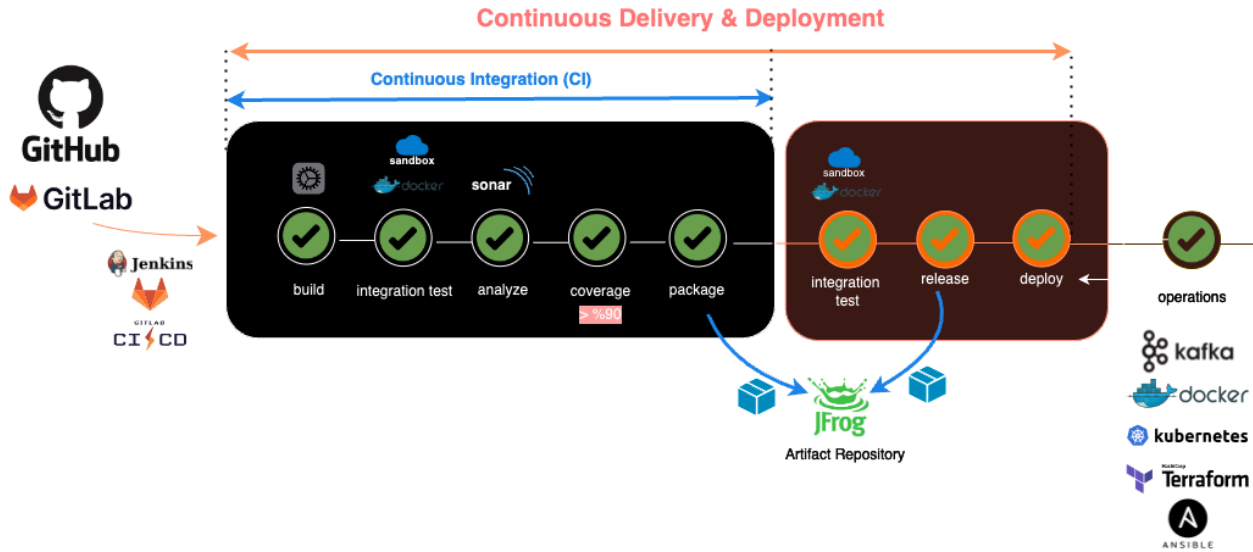 Continuous Delivery & Deployment
Continuous Integration (CI)
GitHub
GitLab
Jenkins
GITLAB
CI CD
sandbox
docker
sonar
build
integration test
analyze
coverage
> %90
package
sandbox
docker
integration
test
release
deploy
operations
JFrog
Artifact Repository
kafka
docker
kubernetes
HashiCorp
Terraform
ANSIBLE